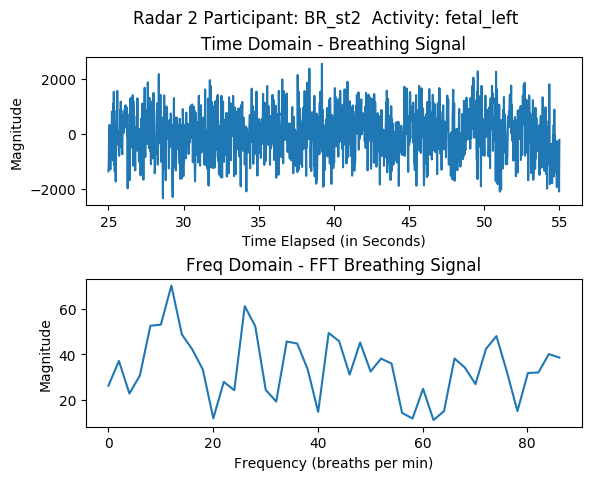 Radar 2 Participant: BR_st2  Activity: fetal_left
Time Domain - Breathing Signal
Magnitude
2000
0
−2000
25 30 35 40 45 50 55
Time Elapsed (in Seconds)
Freq Domain - FFT Breathing Signal
Magnitude
60
40
20
0 20 40 60 80
Frequency (breaths per min)